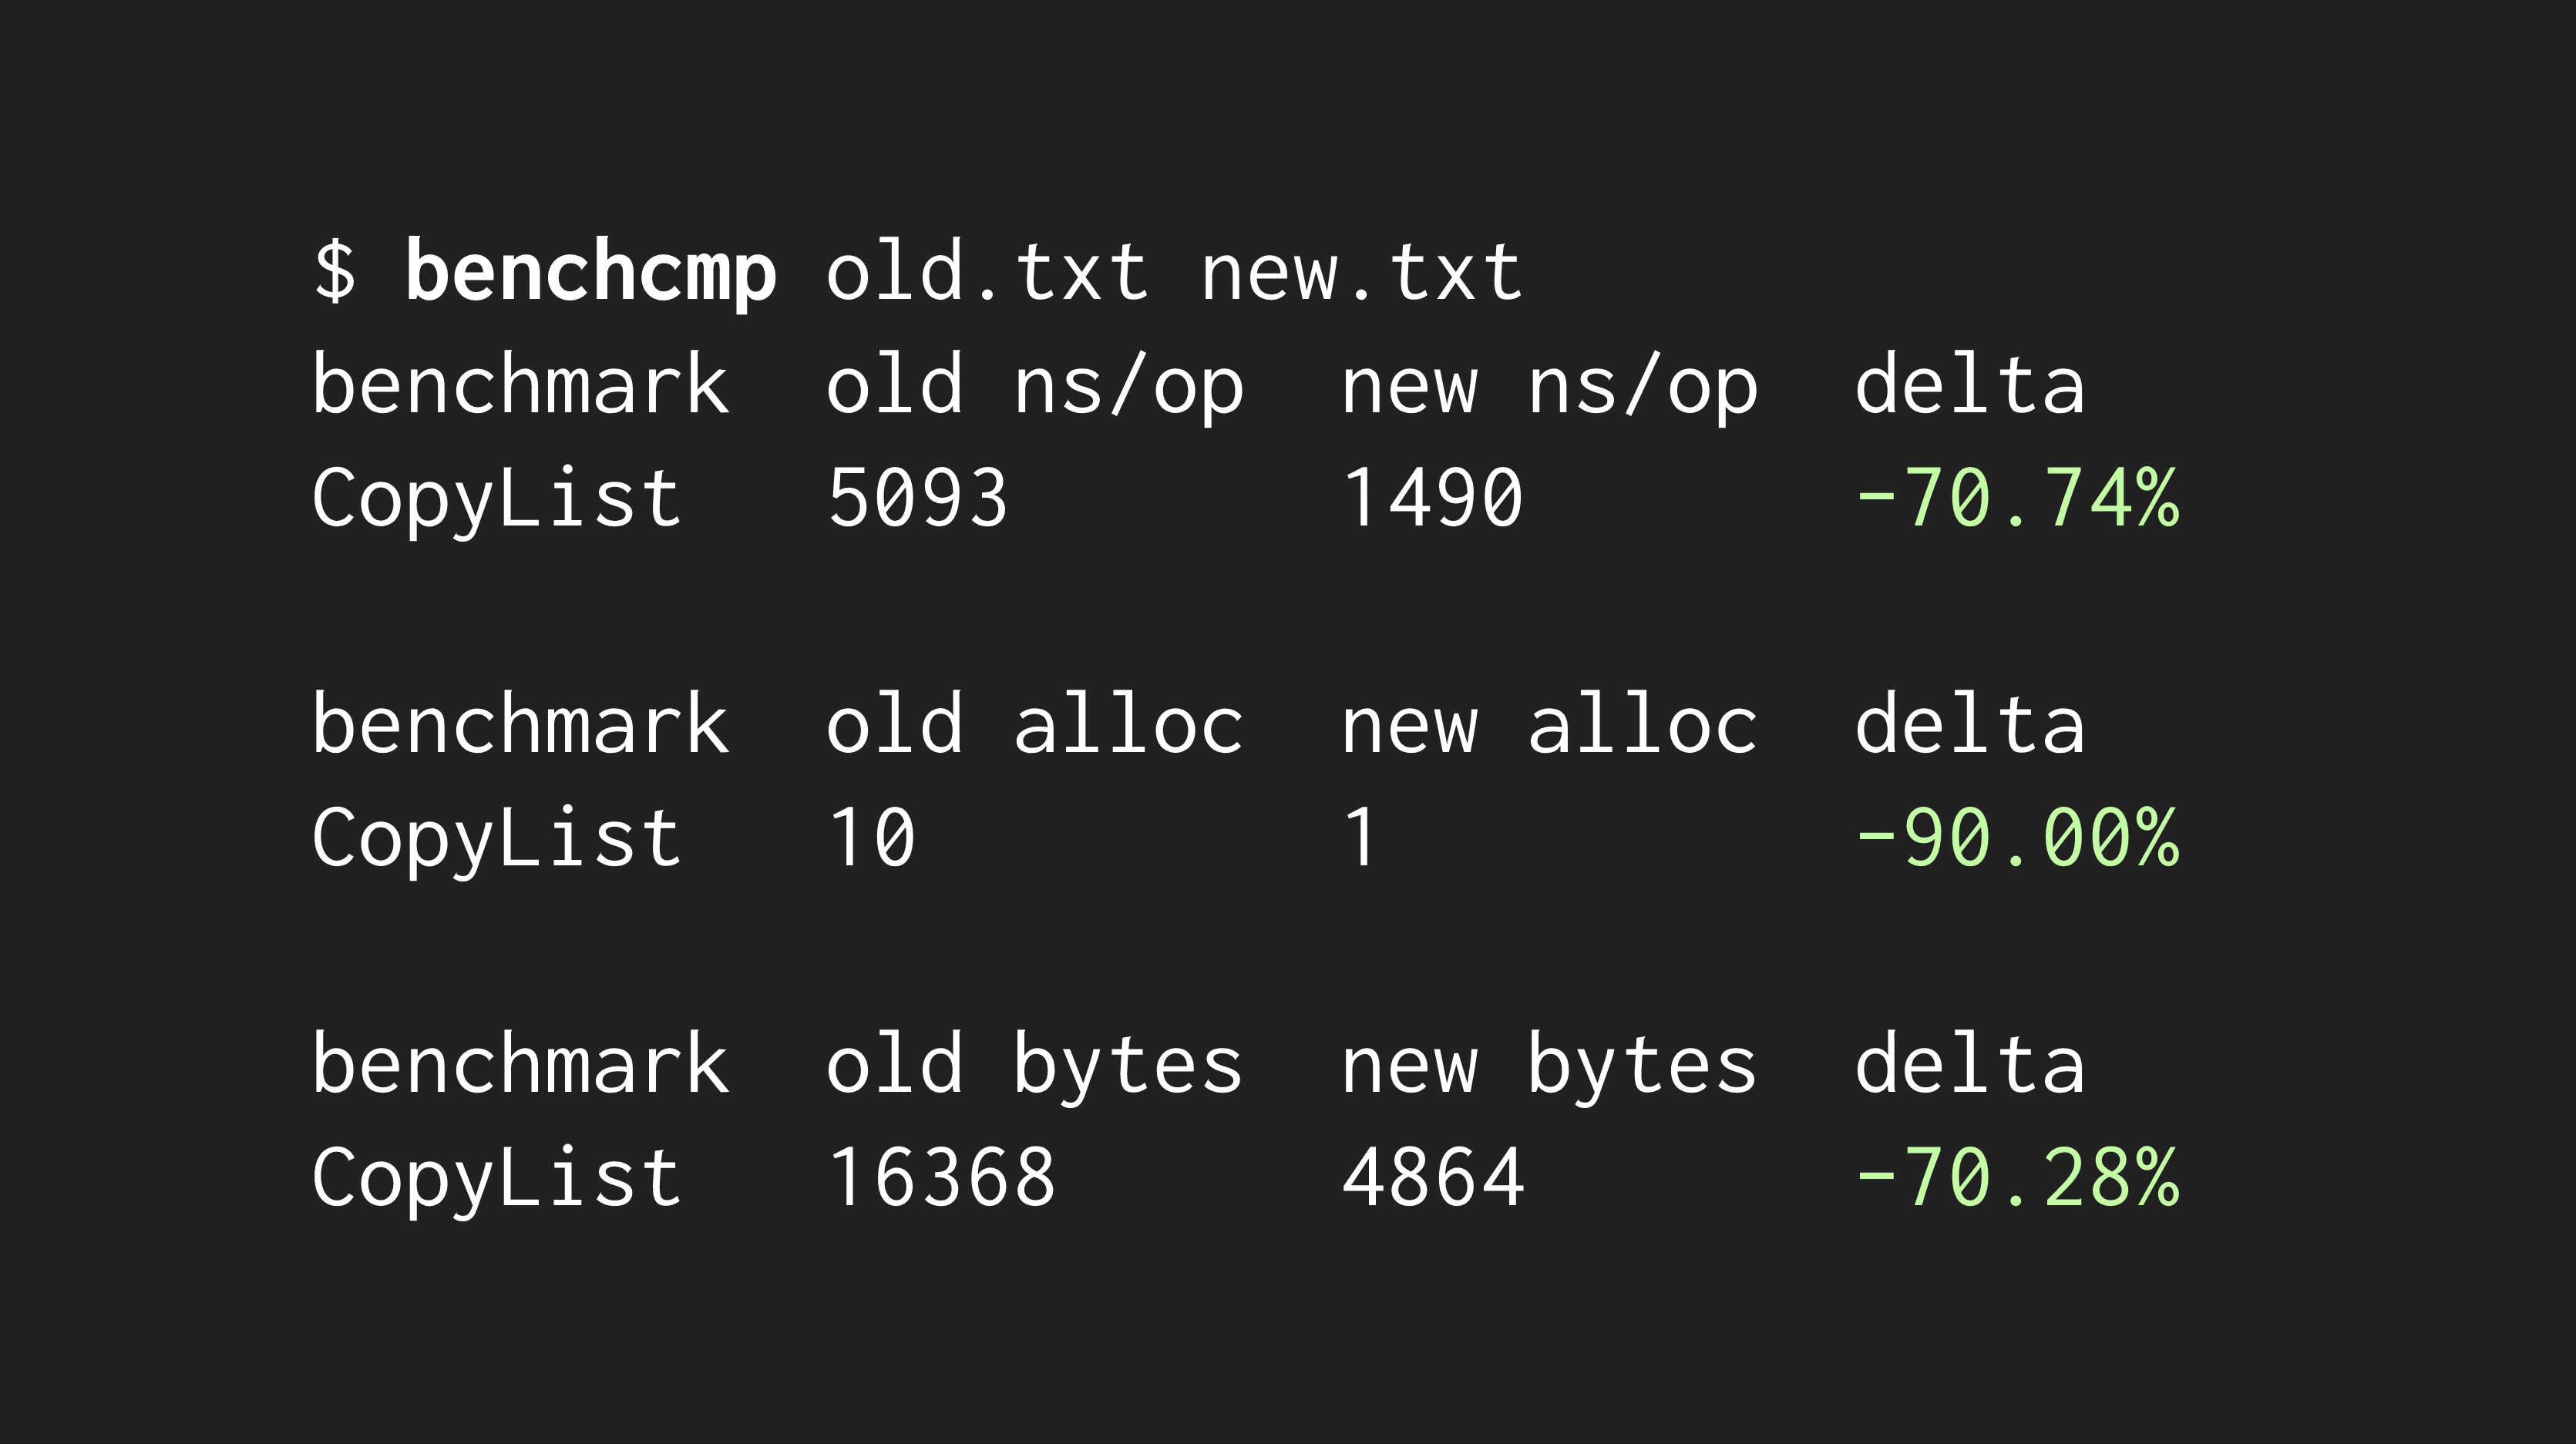 $ benchcmp old.txt new.txt
benchmark  old ns/op  new ns/op  delta
CopyList   5093       1490       -70.74%
benchmark  old alloc  new alloc  delta
CopyList   10         1          -90.00%
benchmark  old bytes  new bytes  delta
CopyList   16368      4864       -70.28%